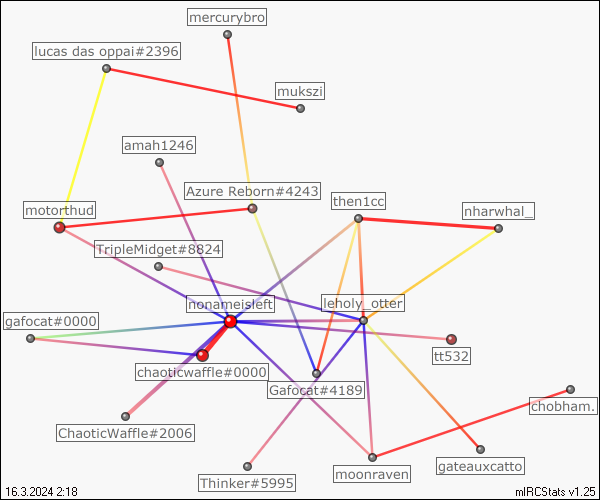 mercurybro
lucas das oppai#2396
mukszi
amah1246
Azure Reborn#4243
then1cc
motorthud
nharwhal_
TripleMidget#8824
nonameisleft
leholy_otter
gafocat#0000
tt532
chaoticwaffle#0000
Gafocat#4189
chobham.
ChaoticWaffle#2006
moonraven
gateauxcatto
Thinker#5995
16.3.2024 2:18
mIRCStats v1.25